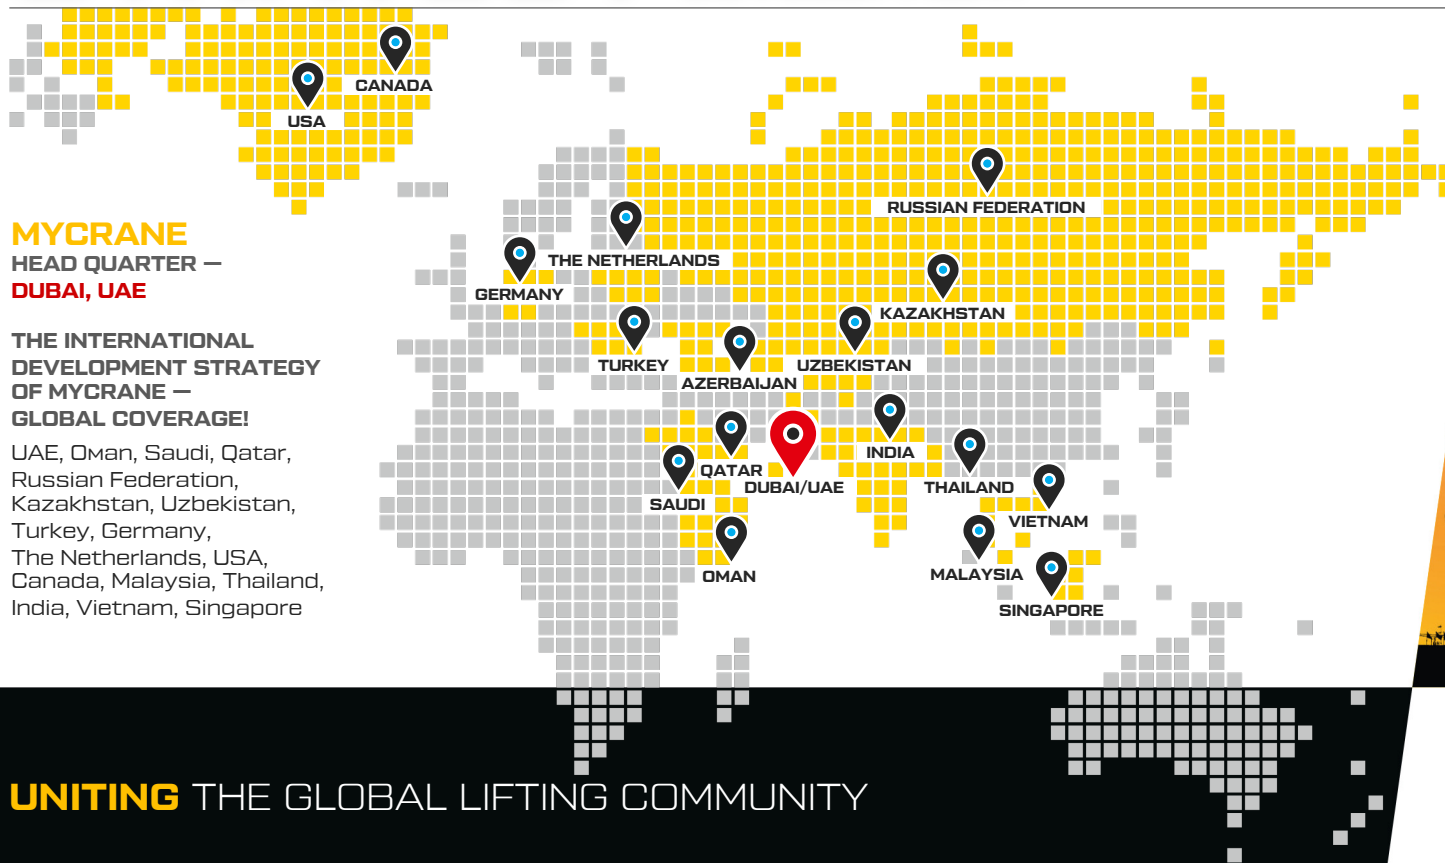 CANADA
USA
RUSSIAN FEDERATION
MYCRANE
HEAD QUARTER —
DUBAI, UAE
THE NETHERLANDS
GERMANY
KAZAKHSTAN
THE INTERNATIONAL
DEVELOPMENT STRATEGY
OF MYCRANE —
GLOBAL COVERAGE!
TURKEY
UZBEKISTAN
AZERBAIJAN
UAE, Oman, Saudi, Qatar,
Russian Federation,
Kazakhstan, Uzbekistan,
Turkey, Germany,
The Netherlands, USA,
Canada, Malaysia, Thailand,
India, Vietnam, Singapore
INDIA
QATAR
DUBAI/UAE
THAILAND
SAUDI
VIETNAM
OMAN
MALAYSIA
SINGAPORE
UNITING THE GLOBAL LIFTING COMMUNITY